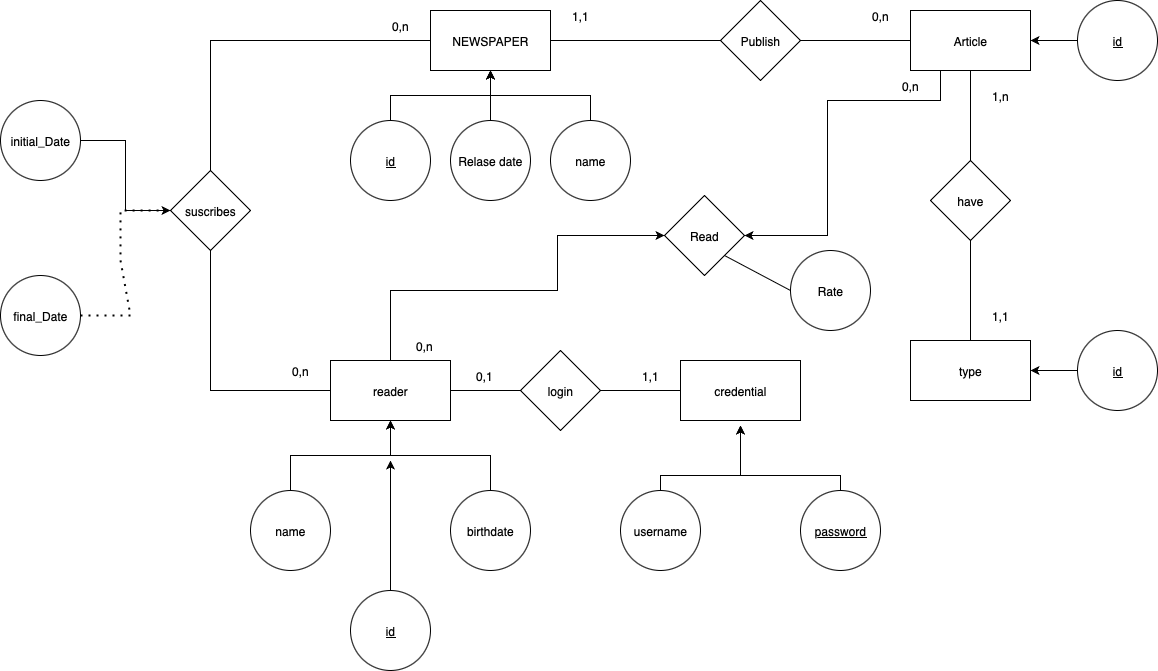 0,n
NEWSPAPER
1,1
Publish
0,n
Article
id
0,n
1,n
initial_Date
id
Relase date
name
suscribes
have
Read
Rate
final_Date
1,1
0,n
0,n
reader
0,1
login
1,1
credential
type
id
name
birthdate
username
password
id